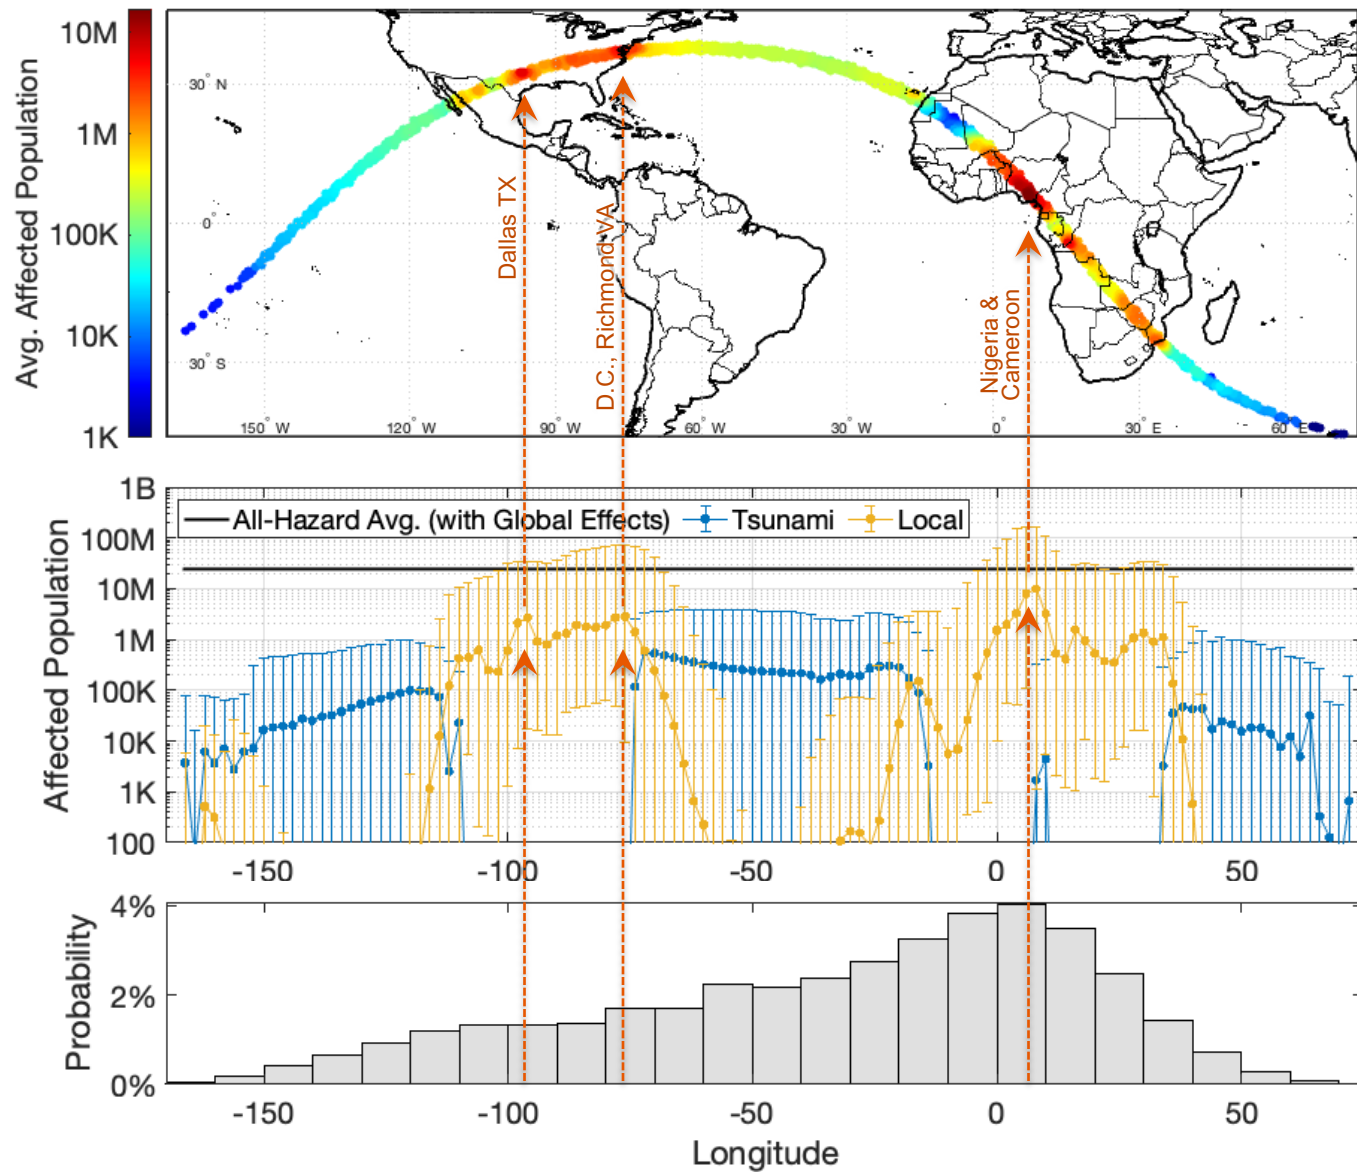 Avg. Affected Population
10M
1M
100K
10K
1K
30° N
0°
30° S
150° W
120° W
90° W
60° W
30° W
0°
30° E
60° E
Dallas TX
D.C., Richmond VA
Nigeria &
Cameroon
Affected Population
1B
100M
10M
1M
100K
10K
1K
100
All-Hazard Avg. (with Global Effects)
Tsunami
Local
-150
-100
-50
0
50
Probability
4%
2%
0%
-150
-100
-50
0
50
Longitude